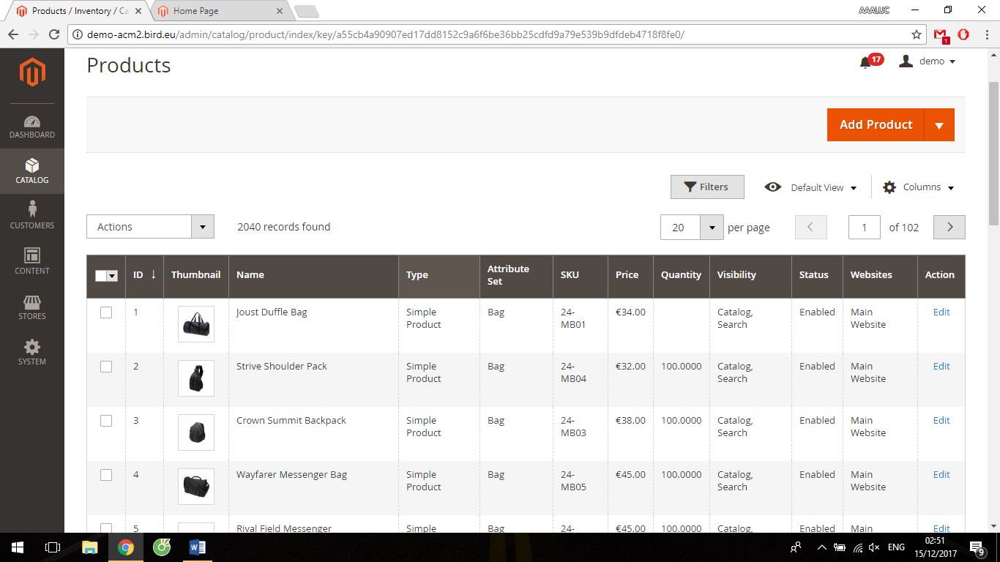 Products / Inventory / Ca
Home Page
AAALUC
demo-acm2.bird.eu/admin/catalog/product/index/key/a55cb4a90907ed17dd8152c9a6f6be36bb25cdfd9a79e539b9dfdeb4718f8fe0/
1
Products
17
demo
DASHBOARD
CATALOG
CUSTOMERS
CONTENT
STORES
SYSTEM
Add Product
Filters
Default View
Columns
Actions
2040 records found
20
per page
1
of 102
ID ↓ Thumbnail Name Type Attribute Set SKU Price Quantity Visibility Status Websites Action
1 Joust Duffle Bag Simple Product Bag 24-MB01 €34.00 Catalog, Search Enabled Main Website Edit
2 Strive Shoulder Pack Simple Product Bag 24-MB04 €32.00 100.0000 Catalog, Search Enabled Main Website Edit
3 Crown Summit Backpack Simple Product Bag 24-MB03 €38.00 100.0000 Catalog, Search Enabled Main Website Edit
4 Wayfarer Messenger Bag Simple Product Bag 24-MB05 €45.00 100.0000 Catalog, Search Enabled Main Website Edit
5 Rival Field Messenger Simple Bag 24- €45.00 100.0000 Catalog, Enabled Main Edit
ENG
02:51
15/12/2017
9